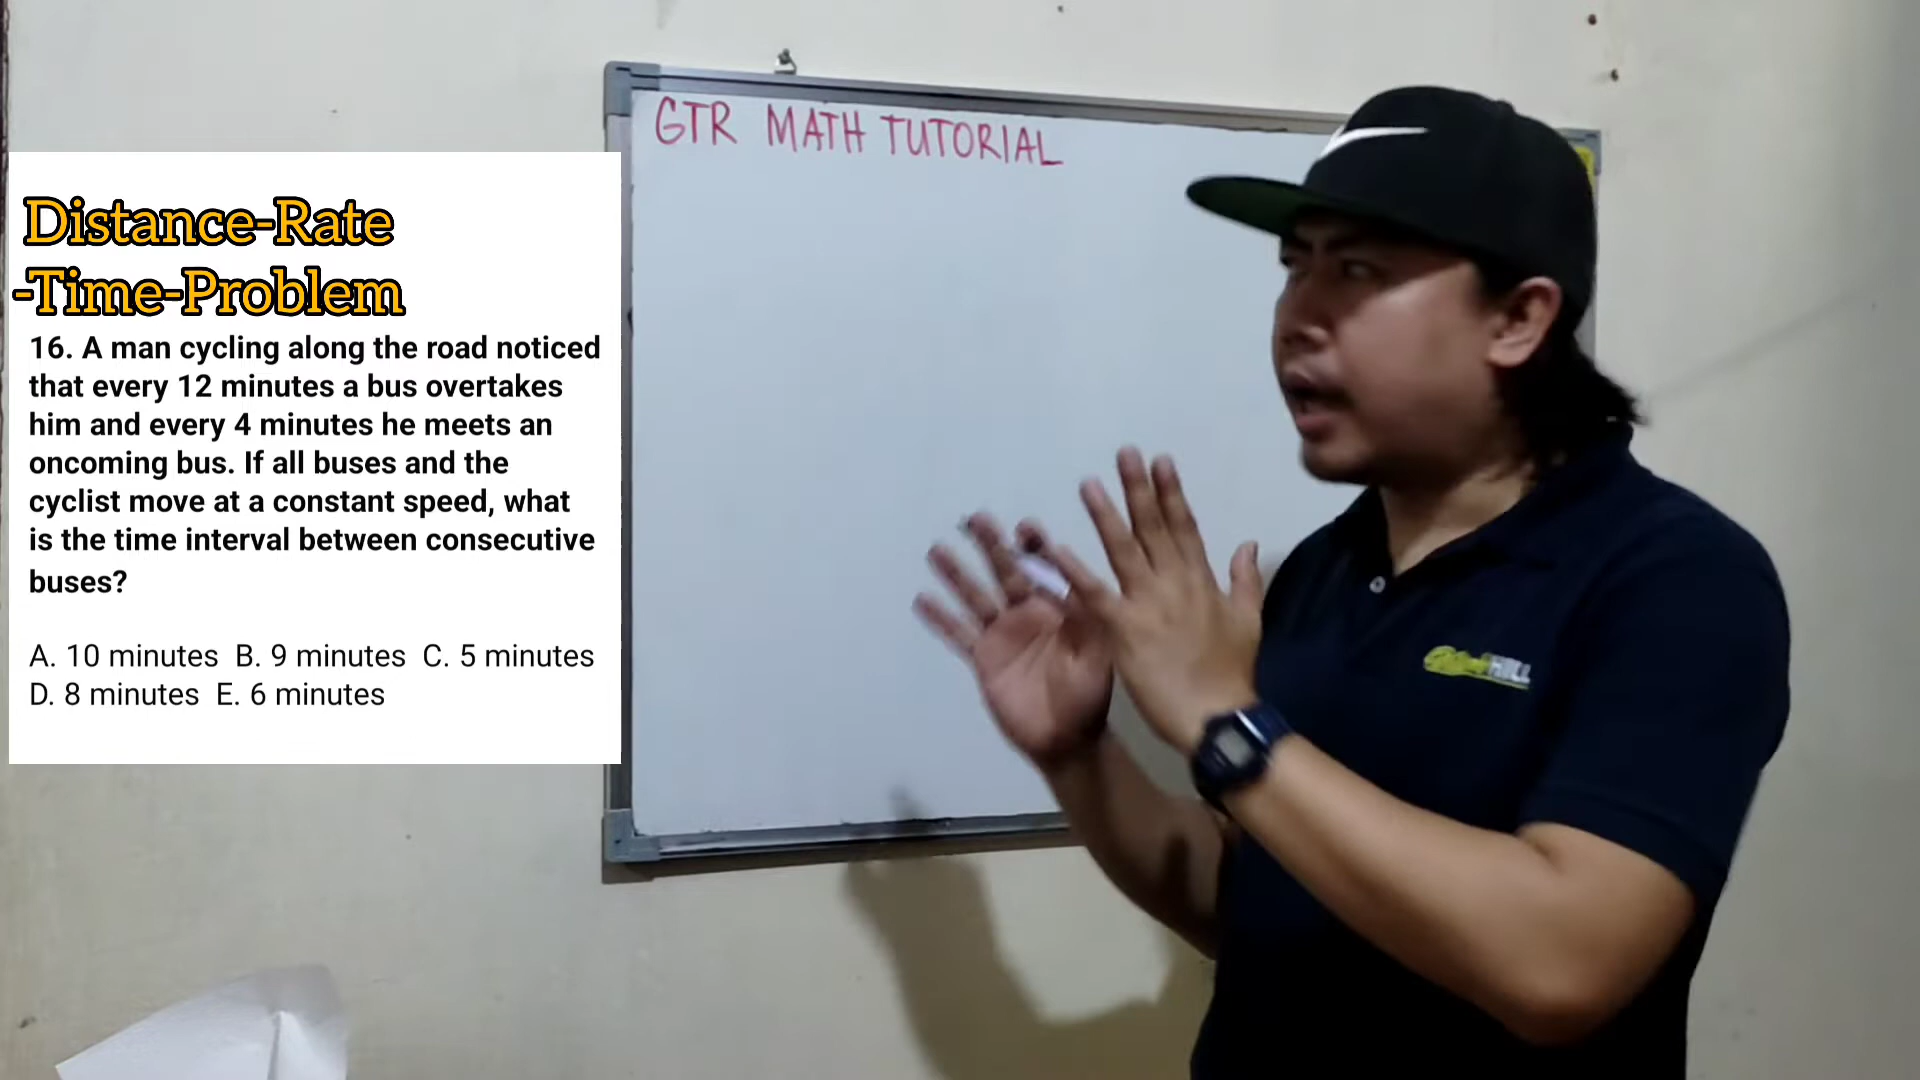 GTR MATH TUTORIAL
Distance-Rate
-Time-Problem
16. A man cycling along the road noticed
that every 12 minutes a bus overtakes
him and every 4 minutes he meets an
oncoming bus. If all buses and the
cyclist move at a constant speed, what
is the time interval between consecutive
buses?
A. 10 minutes B. 9 minutes C. 5 minutes
D. 8 minutes E. 6 minutes